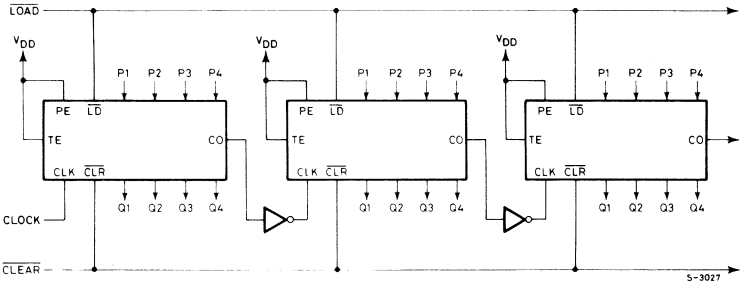 LOAD
VDD VDD VDD
P1 P2 P3 P4 P1 P2 P3 P4 P1 P2 P3 P4
PE LD PE LD PE LD
TE CO TE CO TE CO
CLK CLR CLK CLR CLK CLR
Q1 Q2 Q3 Q4 Q1 Q2 Q3 Q4 Q1 Q2 Q3 Q4
CLOCK
CLEAR
S-3027